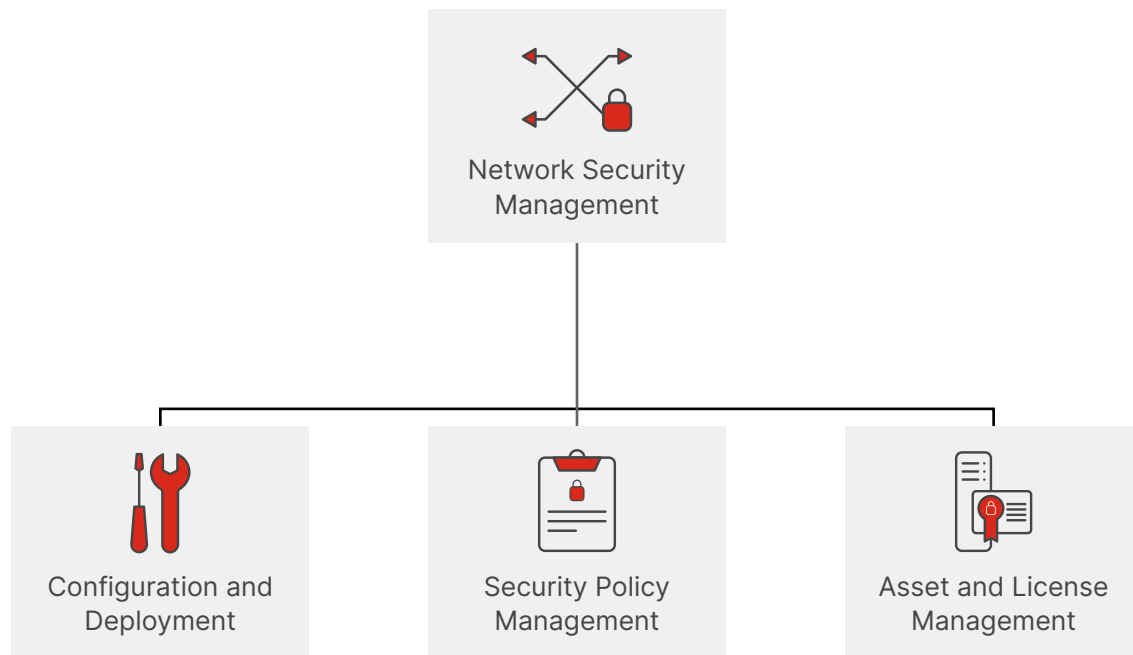 Network Security
Management
Configuration and
Deployment
Security Policy
Management
Asset and License
Management